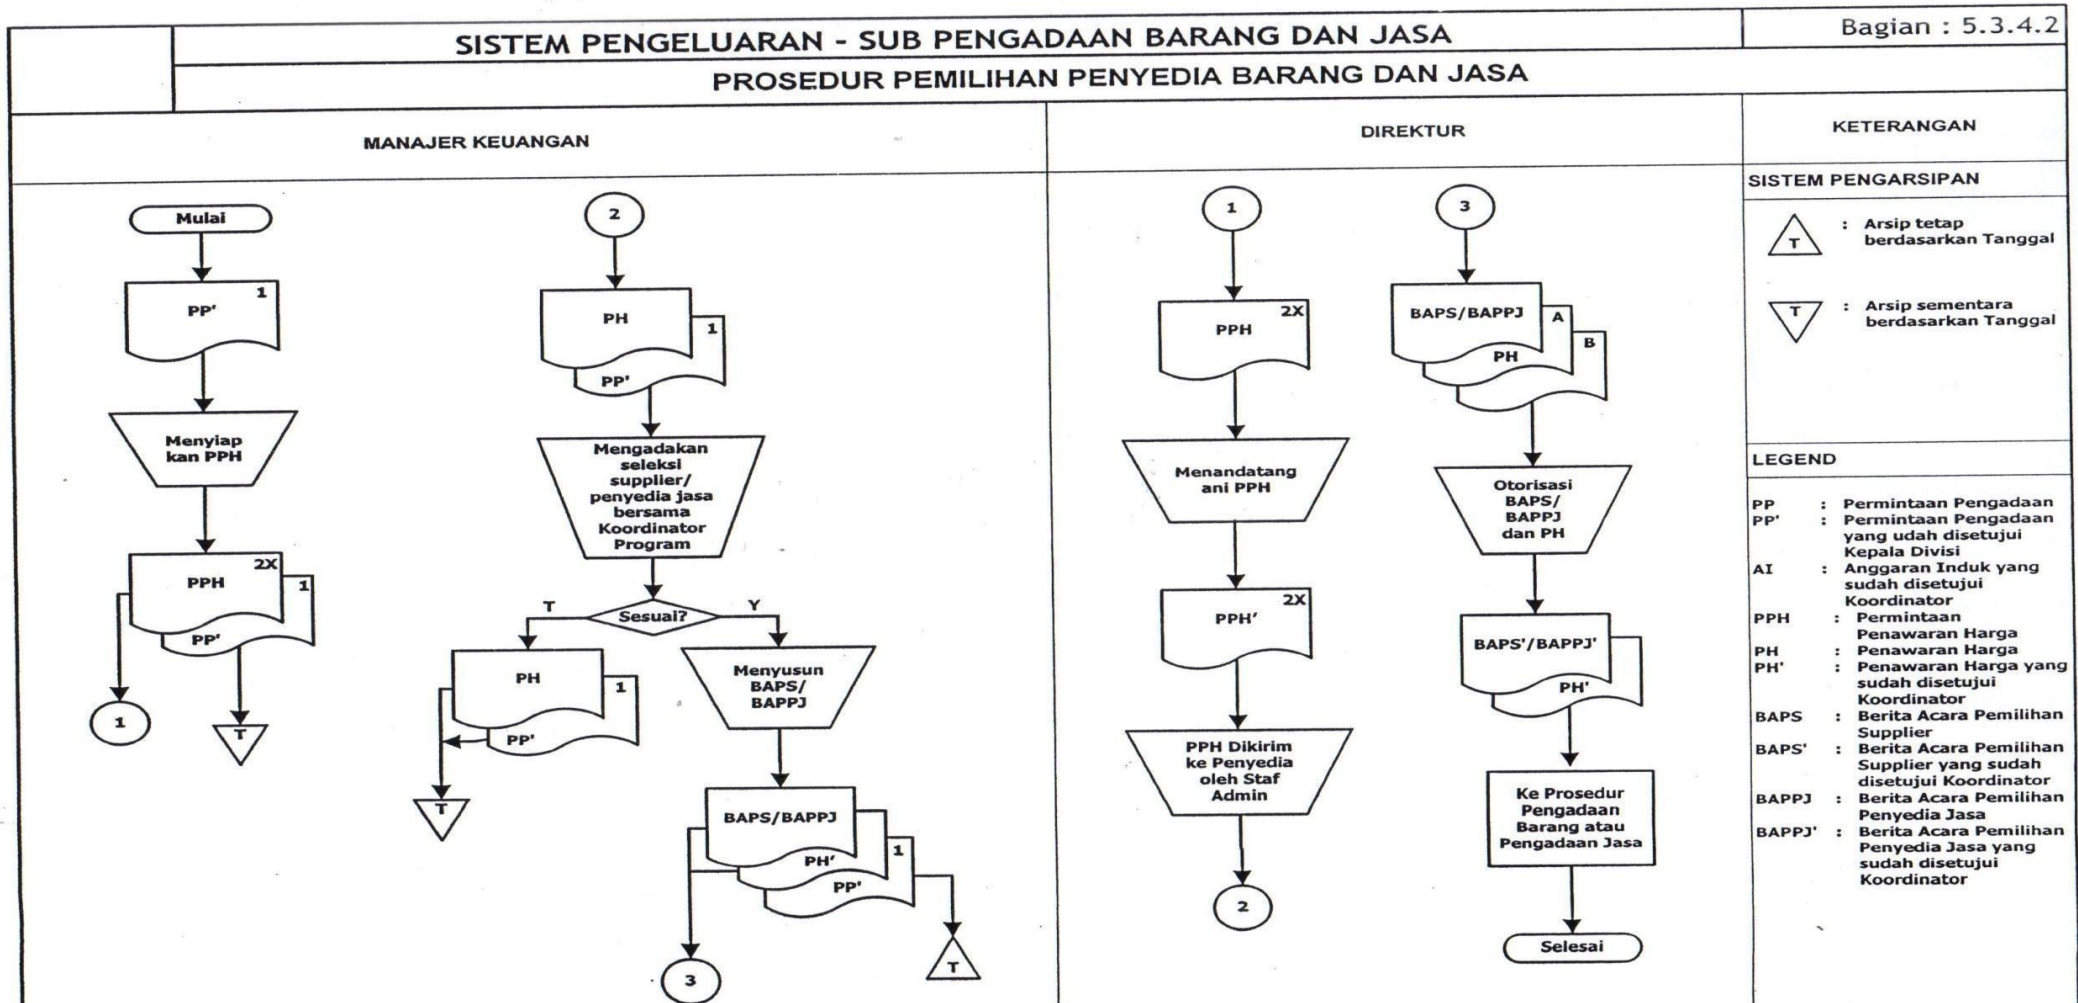 SISTEM PENGELUARAN - SUB PENGADAAN BARANG DAN JASA
Bagian : 5.3.4.2
PROSEDUR PEMILIHAN PENYEDIA BARANG DAN JASA
MANAJER KEUANGAN
DIREKTUR
KETERANGAN
Mulai
1
PP'
Menyiap
kan PPH
2X
PPH
1
PP'
1
T
2
PH
1
PP'
Mengadakan
seleksi
supplier/
penyedia jasa
bersama
Koordinator
Program
T
Sesuai?
Y
PH
1
PP'
T
Menyusun
BAPS/
BAPPJ
BAPS/BAPPJ
PH'
1
PP'
3
T
1
2X
PPH
Menandatang
ani PPH
2X
PPH'
PPH Dikirim
ke Penyedia
oleh Staf
Admin
2
3
BAPS/BAPPJ
A
PH
B
Otorisasi
BAPS/
BAPPJ
dan PH
BAPS'/BAPPJ'
PH'
Ke Prosedur
Pengadaan
Barang atau
Pengadaan Jasa
Selesai
SISTEM PENGARSIPAN
T : Arsip tetap
berdasarkan Tanggal
T : Arsip sementara
berdasarkan Tanggal
LEGEND
PP : Permintaan Pengadaan
PP' : Permintaan Pengadaan
yang udah disetujui
Kepala Divisi
AI : Anggaran Induk yang
sudah disetujui
Koordinator
PPH : Permintaan
Penawaran Harga
PH : Penawaran Harga
PH' : Penawaran Harga yang
sudah disetujui
Koordinator
BAPS : Berita Acara Pemilihan
Supplier
BAPS' : Berita Acara Pemilihan
Supplier yang sudah
disetujui Koordinator
BAPPJ : Berita Acara Pemilihan
Penyedia Jasa
BAPPJ' : Berita Acara Pemilihan
Penyedia Jasa yang
sudah disetujui
Koordinator